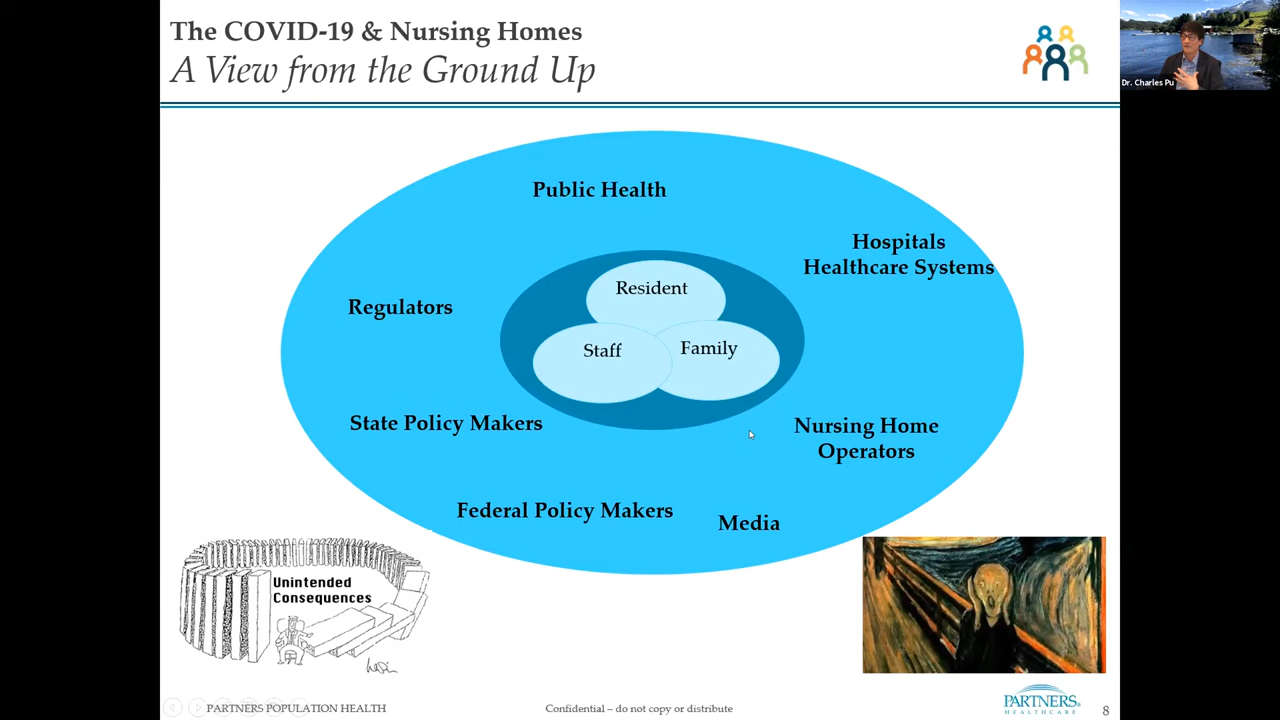 The COVID-19 & Nursing Homes
A View from the Ground Up
Dr. Charles Pu
Public Health
Hospitals
Healthcare Systems
Resident
Regulators
Staff
Family
State Policy Makers
Nursing Home
Operators
Federal Policy Makers
Media
Unintended
Consequences
PARTNERS POPULATION HEALTH
Confidential – do not copy or distribute
PARTNERS®
HEALTHCARE
8